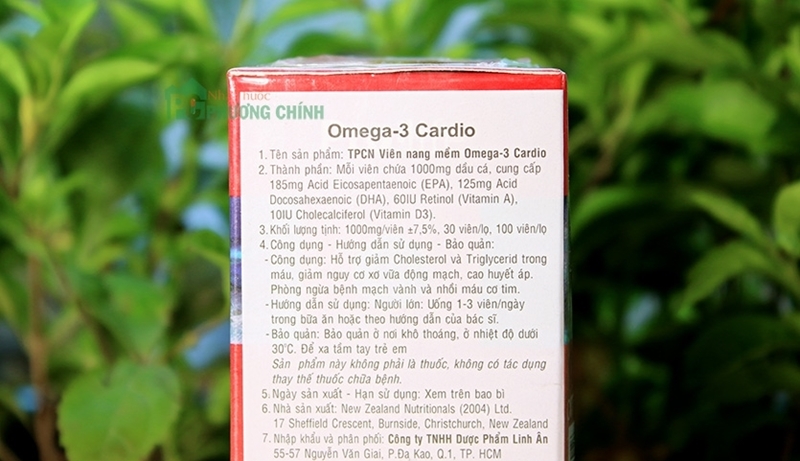 Nhà thuốc
PHƯƠNG CHÍNH
Omega-3 Cardio
1. Tên sản phẩm: TPCN Viên nang mềm Omega-3 Cardio
2. Thành phần: Mỗi viên chứa 1000mg dầu cá, cung cấp
185mg Acid Eicosapentaenoic (EPA), 125mg Acid
Docosahexaenoic (DHA), 60IU Retinol (Vitamin A),
10IU Cholecalciferol (Vitamin D3).
3. Khối lượng tịnh: 1000mg/viên ±7,5%, 30 viên/lọ, 100 viên/lọ
4. Công dụng - Hướng dẫn sử dụng - Bảo quản:
- Công dụng: Hỗ trợ giảm Cholesterol và Triglycerid trong
máu, giảm nguy cơ xơ vữa động mạch, cao huyết áp.
Phòng ngừa bệnh mạch vành và nhồi máu cơ tim.
- Hướng dẫn sử dụng: Người lớn: Uống 1-3 viên/ngày
trong bữa ăn hoặc theo hướng dẫn của bác sĩ.
- Bảo quản: Bảo quản ở nơi khô thoáng, ở nhiệt độ dưới
30°C. Để xa tầm tay trẻ em
Sản phẩm này không phải là thuốc, không có tác dụng
thay thế thuốc chữa bệnh.
5. Ngày sản xuất - Hạn sử dụng: Xem trên bao bì
6. Nhà sản xuất: New Zealand Nutritionals (2004) Ltd.
17 Sheffield Crescent, Burnside, Christchurch, New Zealand
7. Nhập khẩu và phân phối: Công ty TNHH Dược Phẩm Linh Ân
55-57 Nguyễn Văn Giai, P.Đa Kao, Q.1, TP. HCM